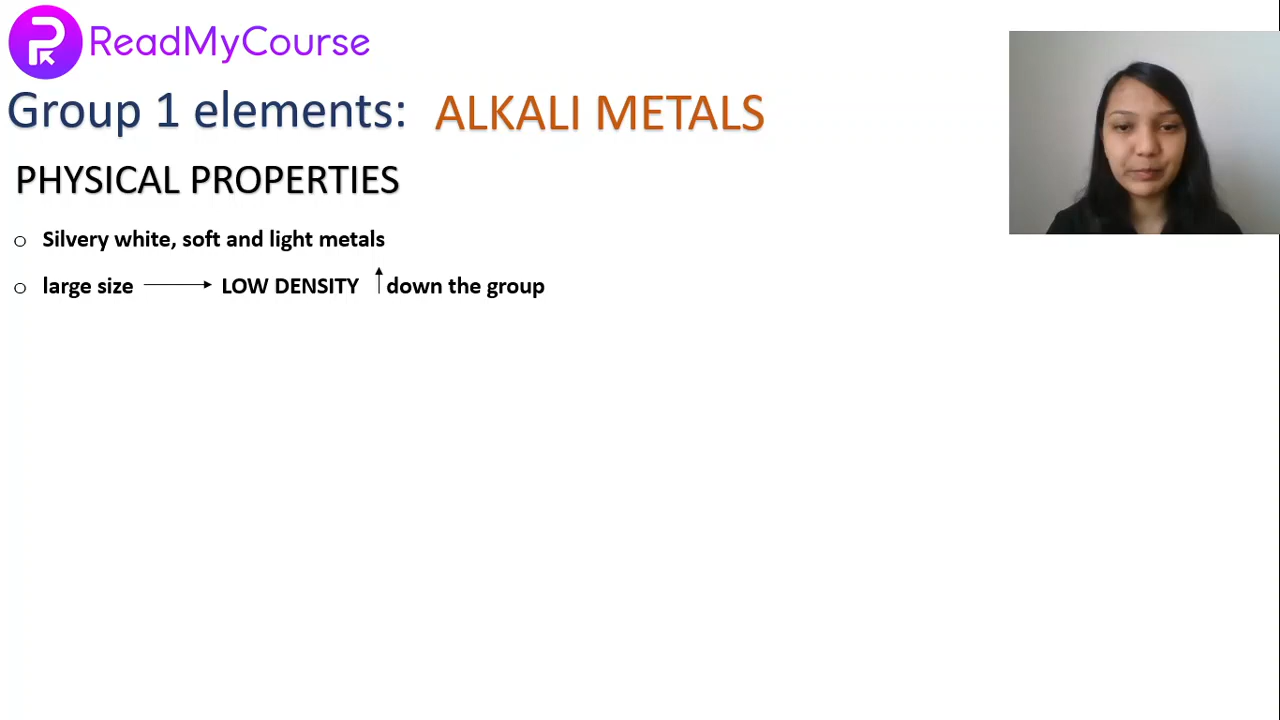 ReadMyCourse
Group 1 elements: ALKALI METALS
PHYSICAL PROPERTIES
o Silvery white, soft and light metals
o large size → LOW DENSITY ↑ down the group